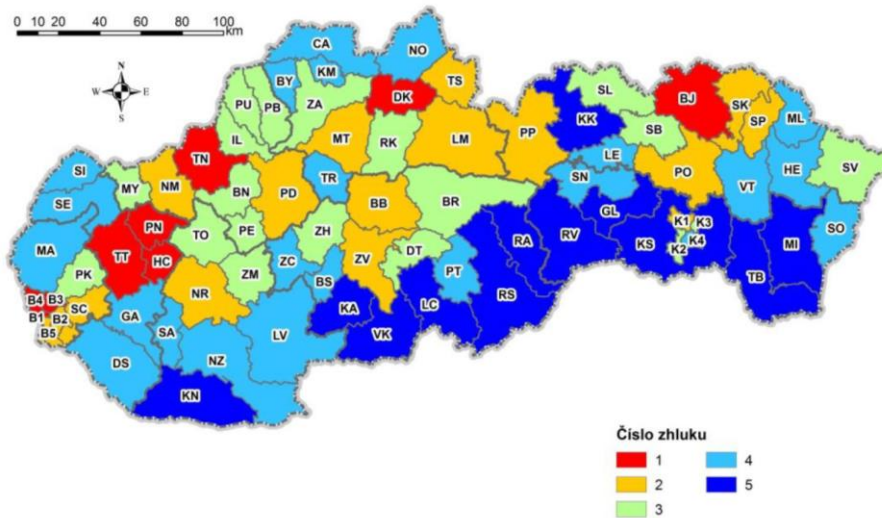 0 10 20 40 60 80 100
km
N
W E
S
CA
NO
BY
KM
TS
PU
PB
ZA
DK
SL
BJ
SK
SP
ML
KK
IL
MT
RK
LM
PP
SB
TN
LE
PO
HE
SV
SI
MY
NM
BN
PD
TR
SN
VT
SE
BB
BR
GL
K1
K3
SO
PN
TO
PE
ZH
RA
RV
KS
K4
K2
MI
MA
TT
HC
ZV
DT
TB
PK
ZM
ZC
PT
BS
B4 B3
SC
NR
KA
LC
RS
B1
B2
GA
SA
LV
VK
B5
DS
NZ
KN
Číslo zhluku
1
2
3
4
5